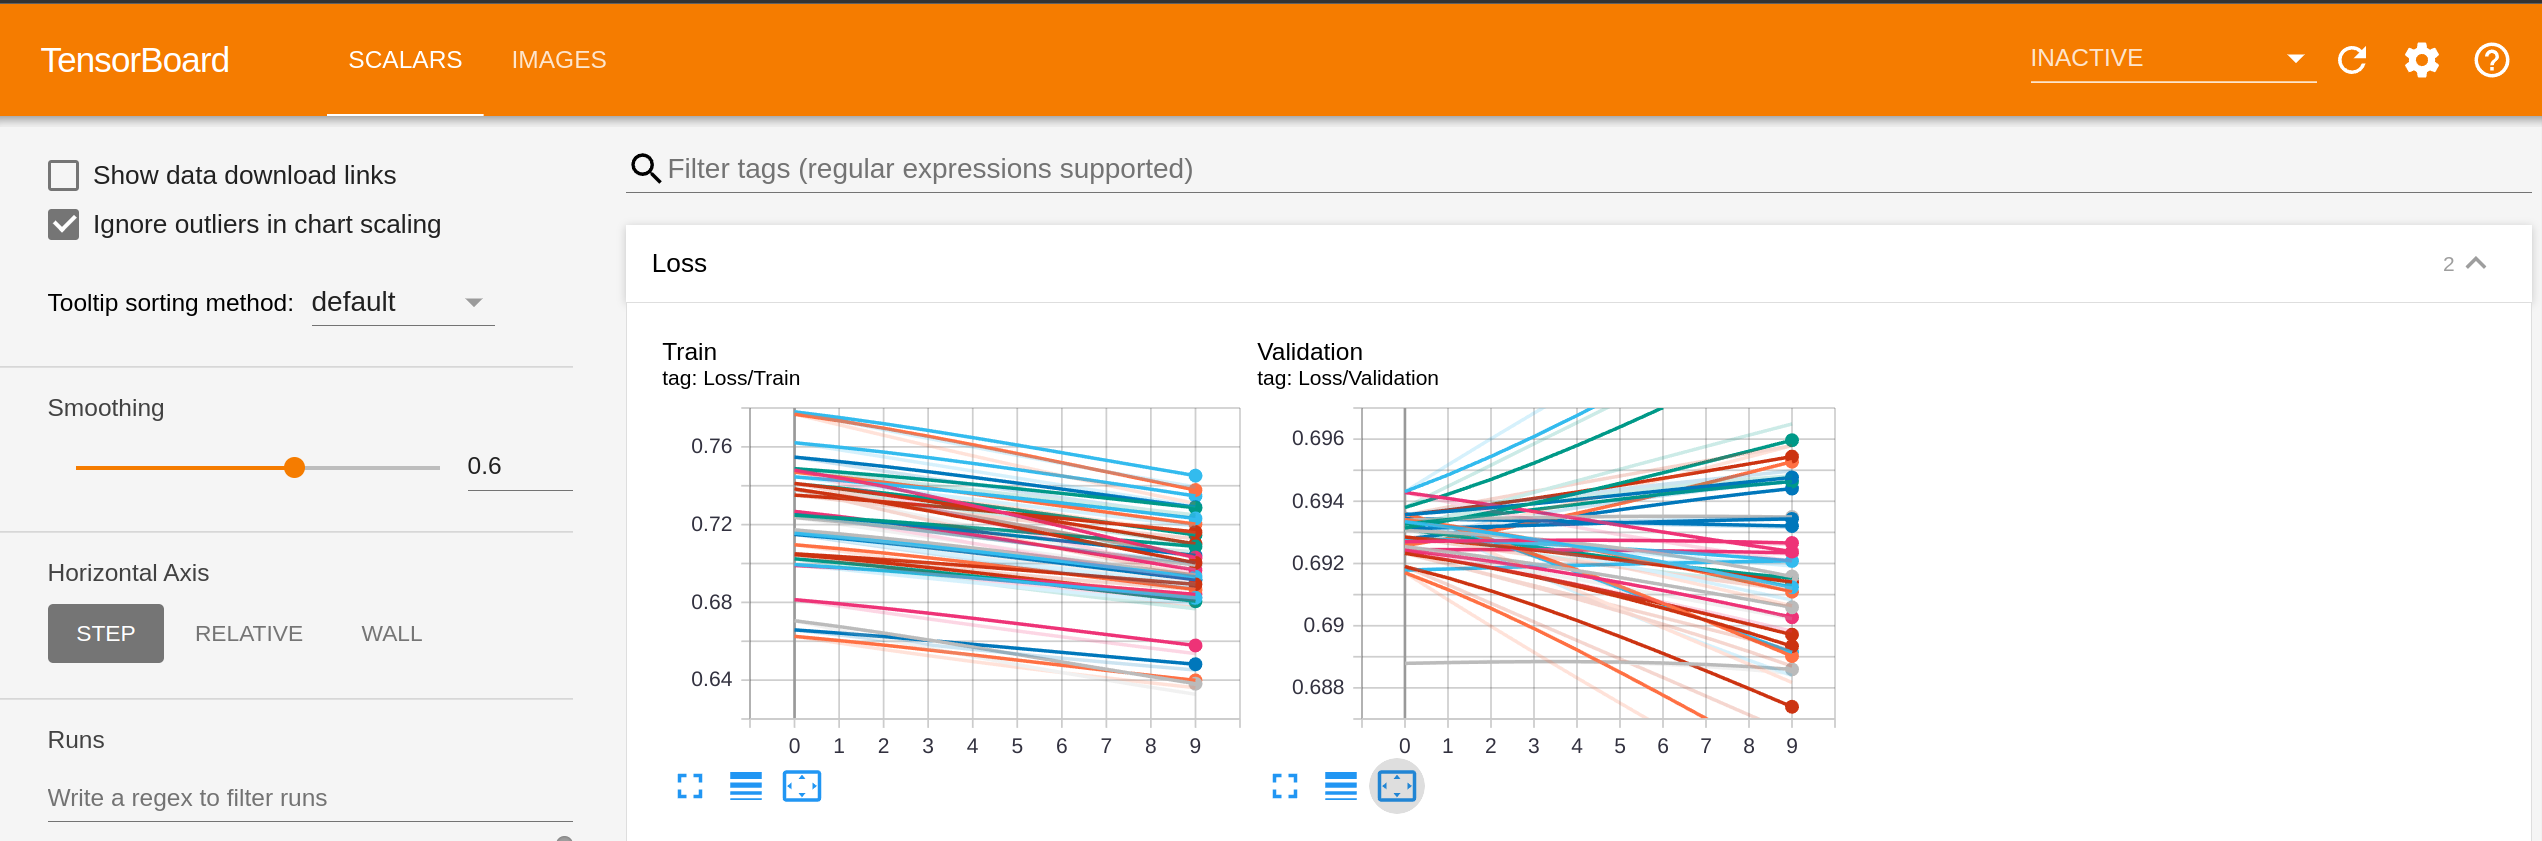 TensorBoard SCALARS IMAGES INACTIVE
Show data download links
Ignore outliers in chart scaling
Tooltip sorting method: default
Smoothing
0.6
Horizontal Axis
STEP RELATIVE WALL
Runs
Write a regex to filter runs
Filter tags (regular expressions supported)
Loss 2
Train
tag: Loss/Train
0.76
0.72
0.68
0.64
0 1 2 3 4 5 6 7 8 9
Validation
tag: Loss/Validation
0.696
0.694
0.692
0.69
0.688
0 1 2 3 4 5 6 7 8 9